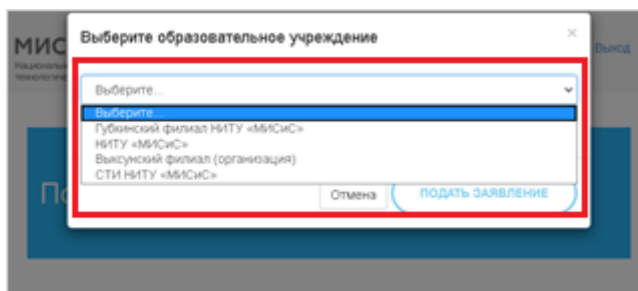 Выберите образовательное учреждение ×
МИС
Выход
Выберите...
Выберите...
Губкинский филиал НИТУ «МИСиС»
НИТУ «МИСиС»
Выксунский филиал (организация)
СТИ НИТУ «МИСиС»
По
Отмена ПОДАТЬ ЗАЯВЛЕНИЕ